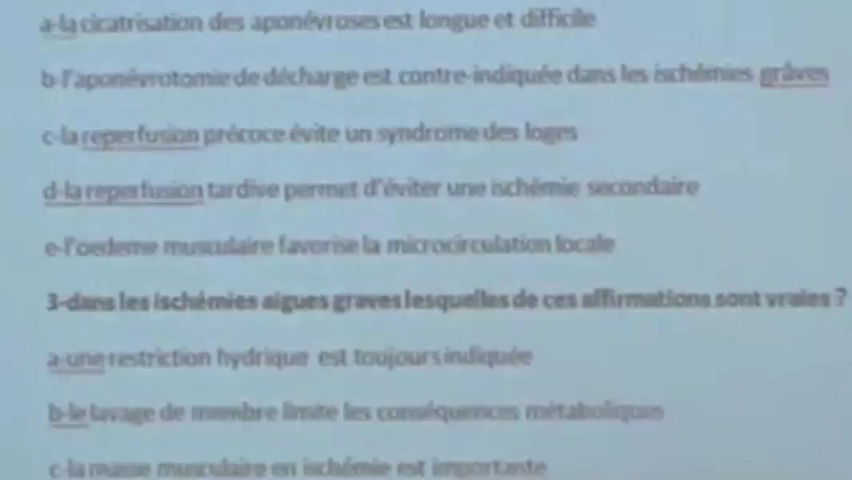 a-la cicatrisation des aponévroses est longue et difficile
b-l'aponévrotomie de décharge est contre-indiquée dans les ischémies grâves
c-la reperfusion précoce évite un syndrome des loges
d-la reperfusion tardive permet d'éviter une ischémie secondaire
e-l'oedeme musculaire favorise la microcirculation locale
3-dans les ischémies aigues graves lesquelles de ces affirmations sont vraies ?
a-une restriction hydrique est toujours indiquée
b-le lavage de membre limite les conséquences métaboliques
c-la masse musculaire en ischémie est importante